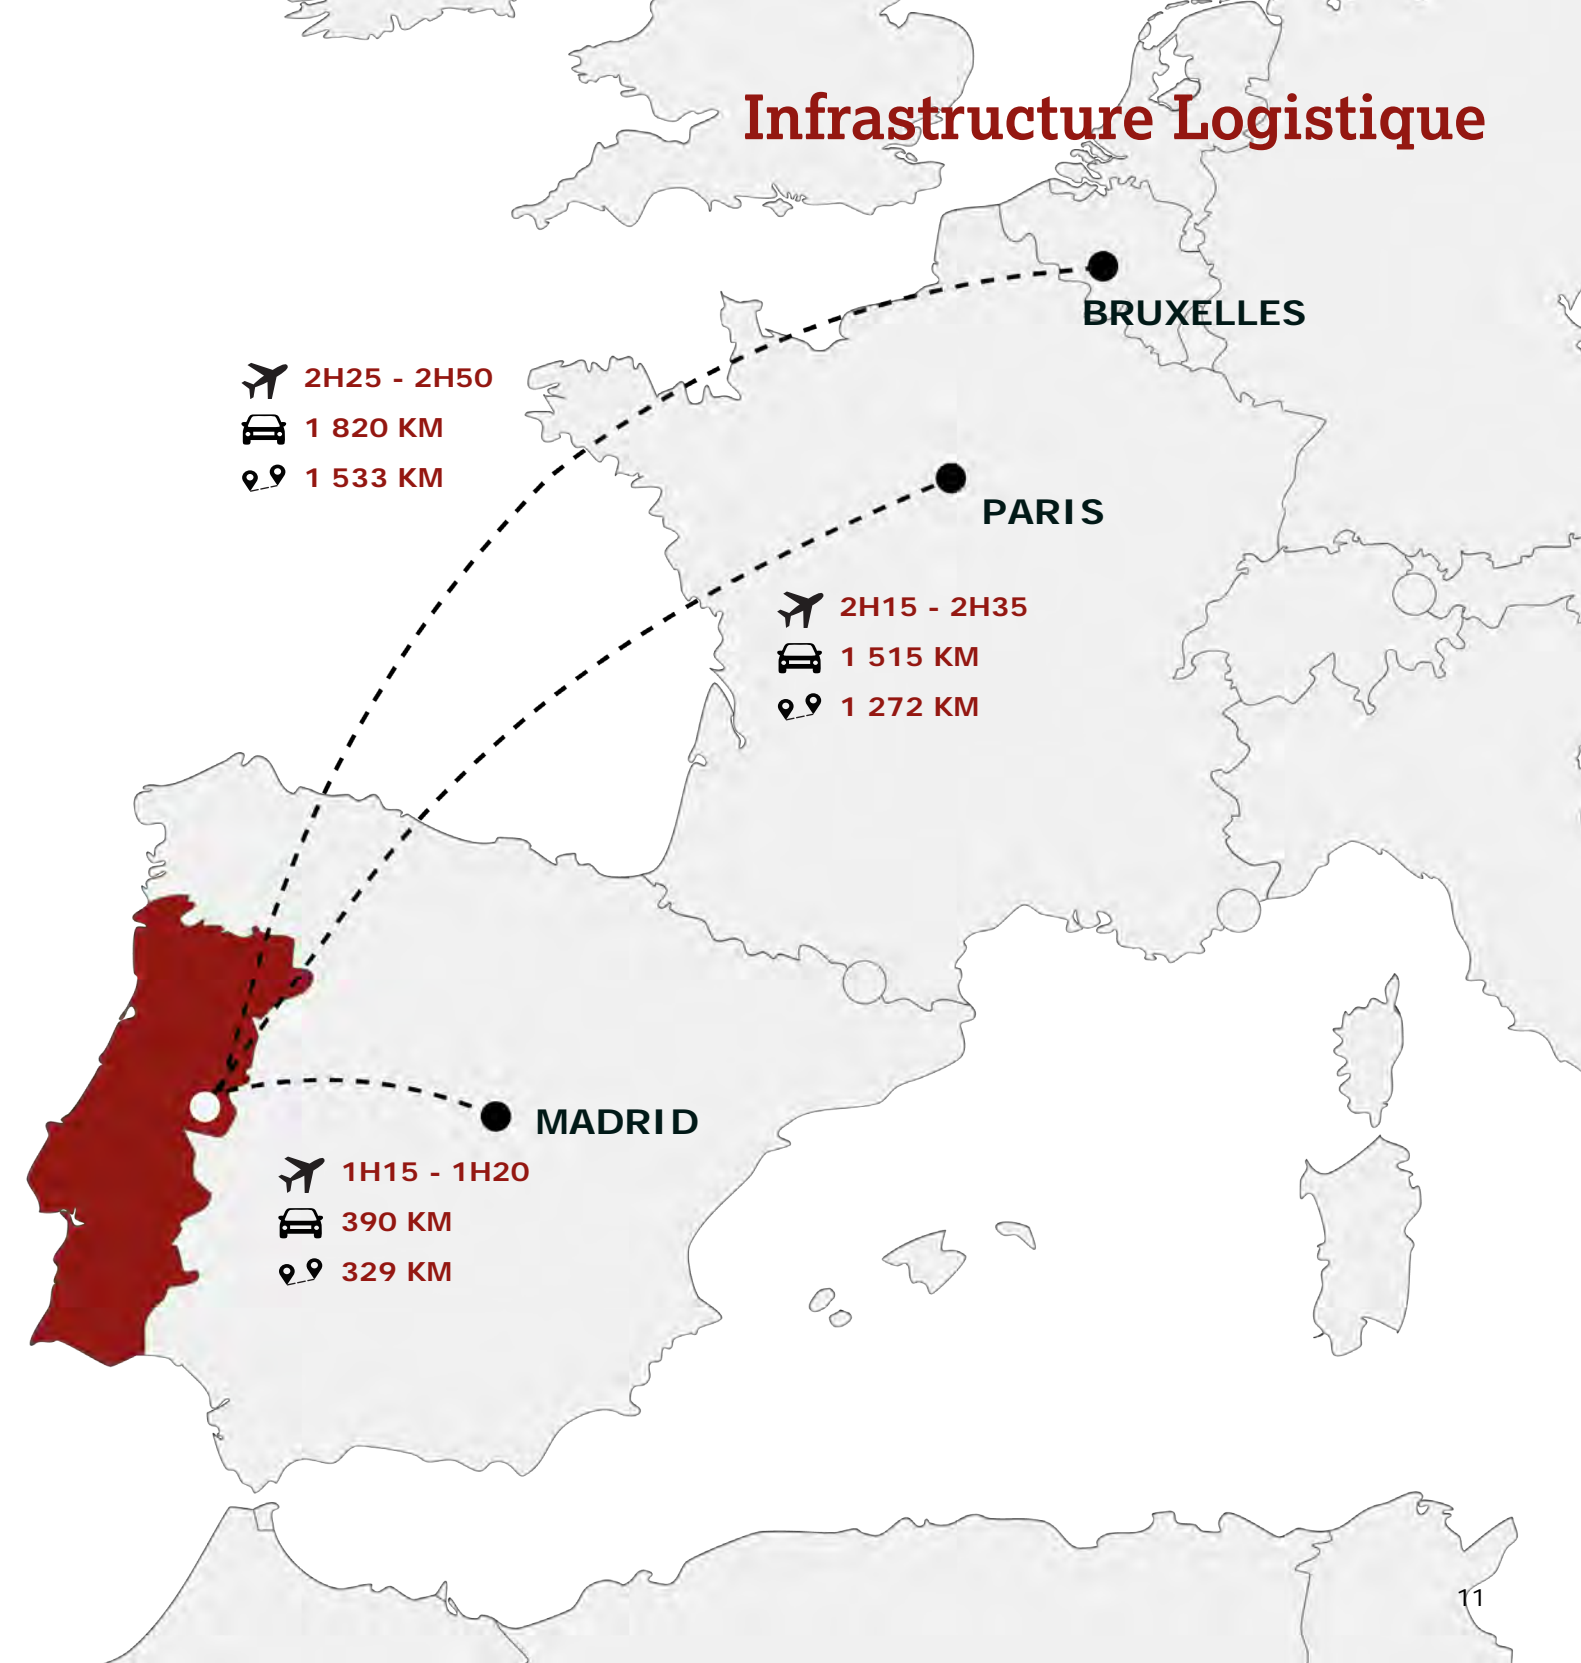 Infrastructure Logistique
BRUXELLES
2H25 - 2H50
1 820 KM
1 533 KM
PARIS
2H15 - 2H35
1 515 KM
1 272 KM
MADRID
1H15 - 1H20
390 KM
329 KM
11